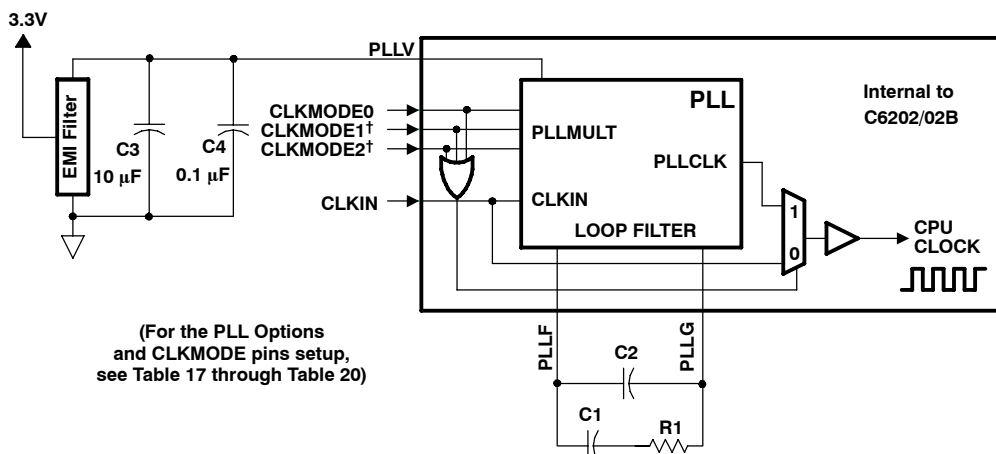 3.3V
PLLV
EMI Filter
C3
10 µF
C4
0.1 µF
CLKMODE0
CLKMODE1†
CLKMODE2†
CLKIN
PLL
PLLMULT
PLLCLK
CLKIN
LOOP FILTER
Internal to
C6202/02B
1
0
CPU
CLOCK
(For the PLL Options
and CLKMODE pins setup,
see Table 17 through Table 20)
PLLF
PLLG
C2
C1
R1